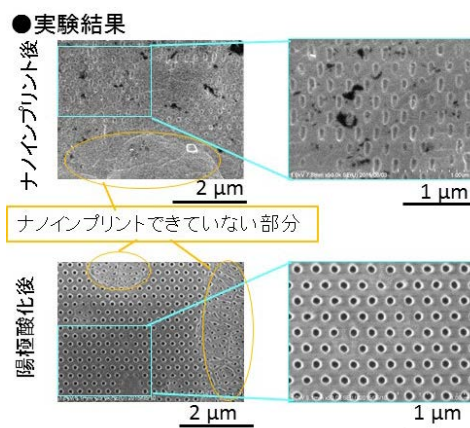 ●実験結果
ナノインプリント後
2 μm
1 μm
ナノインプリントできていない部分
陽極酸化後
2 μm
1 μm